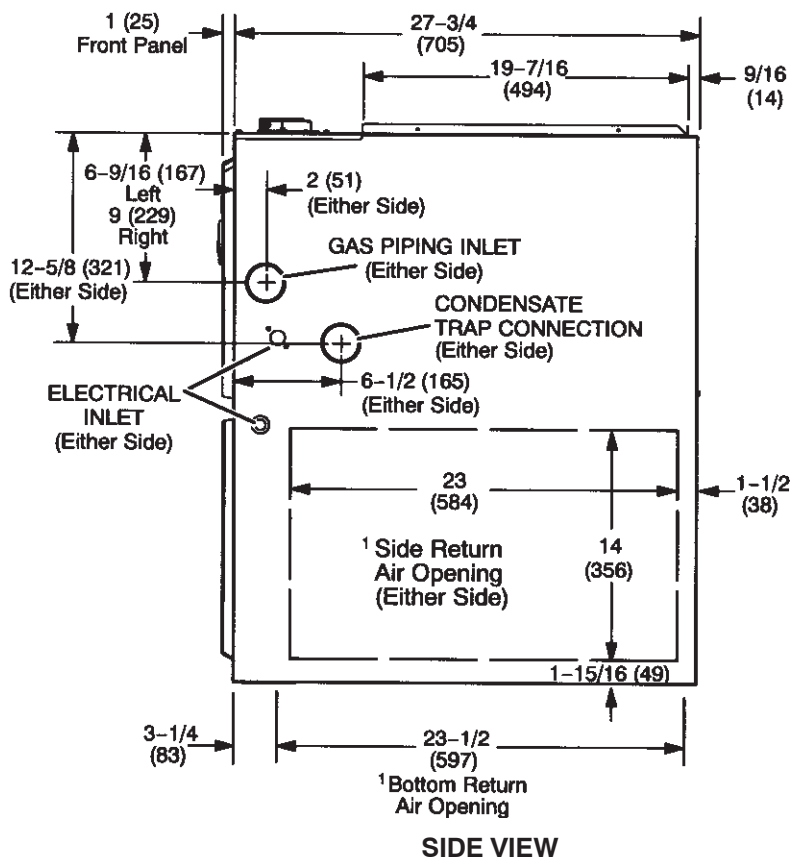 1 (25)
Front Panel
27–3/4
(705)
19–7/16
(494)
9/16
(14)
6–9/16 (167)
Left
9 (229)
Right
2 (51)
(Either Side)
12–5/8 (321)
(Either Side)
GAS PIPING INLET
(Either Side)
CONDENSATE
TRAP CONNECTION
(Either Side)
6–1/2 (165)
(Either Side)
ELECTRICAL
INLET
(Either Side)
23
(584)
1–1/2
(38)
14
(356)
1 Side Return
Air Opening
(Either Side)
1–15/16 (49)
3–1/4
(83)
23–1/2
(597)
1 Bottom Return
Air Opening
SIDE VIEW